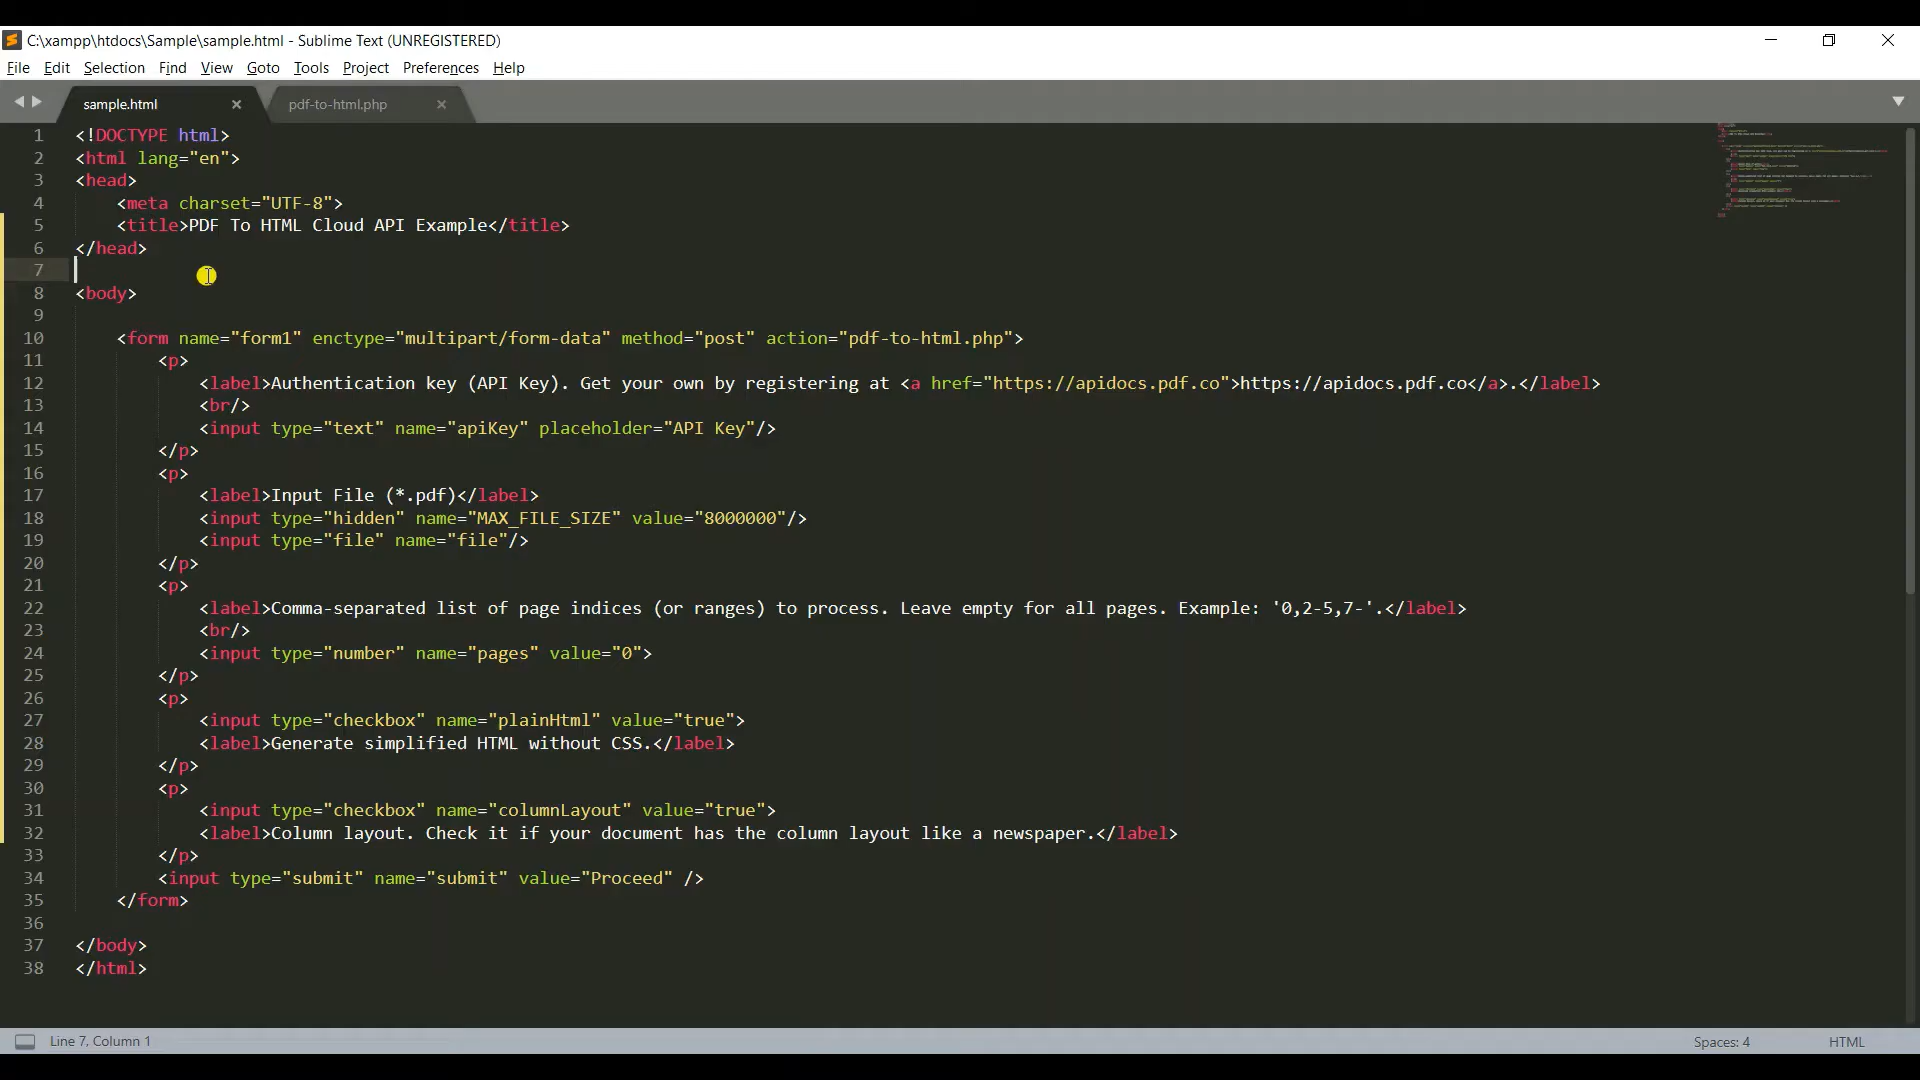 C:\xampp\htdocs\Sample\sample.html - Sublime Text (UNREGISTERED)
File Edit Selection Find View Goto Tools Project Preferences Help
sample.html pdf-to-html.php
1 <!DOCTYPE html>
2 <html lang="en">
3 <head>
4 <meta charset="UTF-8">
5 <title>PDF To HTML Cloud API Example</title>
6 </head>
7
8 <body>
9
10 <form name="form1" enctype="multipart/form-data" method="post" action="pdf-to-html.php">
11 <p>
12 <label>Authentication key (API Key). Get your own by registering at <a href="https://apidocs.pdf.co">https://apidocs.pdf.co</a>.</label>
13 <br/>
14 <input type="text" name="apiKey" placeholder="API Key"/>
15 </p>
16 <p>
17 <label>Input File (*.pdf)</label>
18 <input type="hidden" name="MAX_FILE_SIZE" value="8000000"/>
19 <input type="file" name="file"/>
20 </p>
21 <p>
22 <label>Comma-separated list of page indices (or ranges) to process. Leave empty for all pages. Example: '0,2-5,7-'.</label>
23 <br/>
24 <input type="number" name="pages" value="0">
25 </p>
26 <p>
27 <input type="checkbox" name="plainHtml" value="true">
28 <label>Generate simplified HTML without CSS.</label>
29 </p>
30 <p>
31 <input type="checkbox" name="columnLayout" value="true">
32 <label>Column layout. Check it if your document has the column layout like a newspaper.</label>
33 </p>
34 <input type="submit" name="submit" value="Proceed" />
35 </form>
36
37 </body>
38 </html>
Line 7, Column 1 Spaces: 4 HTML